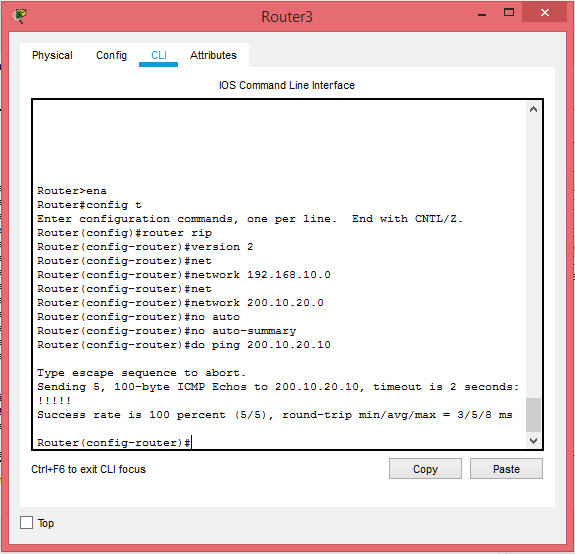 Router3
Physical Config CLI Attributes
IOS Command Line Interface
Router>ena
Router#config t
Enter configuration commands, one per line.  End with CNTL/Z.
Router(config)#router rip
Router(config-router)#version 2
Router(config-router)#net
Router(config-router)#network 192.168.10.0
Router(config-router)#net
Router(config-router)#network 200.10.20.0
Router(config-router)#no auto
Router(config-router)#no auto-summary
Router(config-router)#do ping 200.10.20.10
Type escape sequence to abort.
Sending 5, 100-byte ICMP Echos to 200.10.20.10, timeout is 2 seconds:
!!!!!
Success rate is 100 percent (5/5), round-trip min/avg/max = 3/5/8 ms
Router(config-router)#
Ctrl+F6 to exit CLI focus Copy Paste
Top